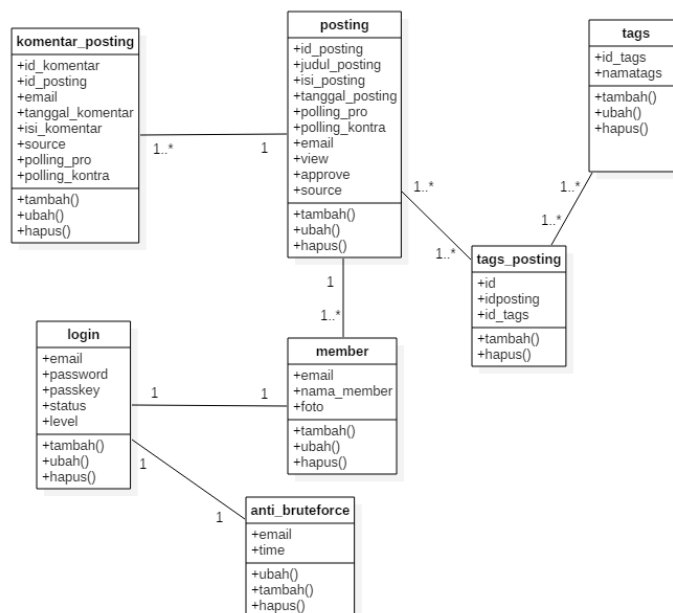 komentar_posting
+id_komentar
+id_posting
+email
+tanggal_komentar
+isi_komentar
+source
+polling_pro
+polling_kontra
+tambah()
+ubah()
+hapus()
1..*
1
posting
+id_posting
+judul_posting
+isi_posting
+tanggal_posting
+polling_pro
+polling_kontra
+email
+view
+approve
+source
+tambah()
+ubah()
+hapus()
tags
+id_tags
+namatags
+tambah()
+ubah()
+hapus()
1..*
1..*
1..*
1..*
tags_posting
+id
+idposting
+id_tags
+tambah()
+hapus()
1
1..*
login
+email
+password
+passkey
+status
+level
+tambah()
+ubah()
+hapus()
1
1
member
+email
+nama_member
+foto
+tambah()
+ubah()
+hapus()
1
1
anti_bruteforce
+email
+time
+ubah()
+tambah()
+hapus()